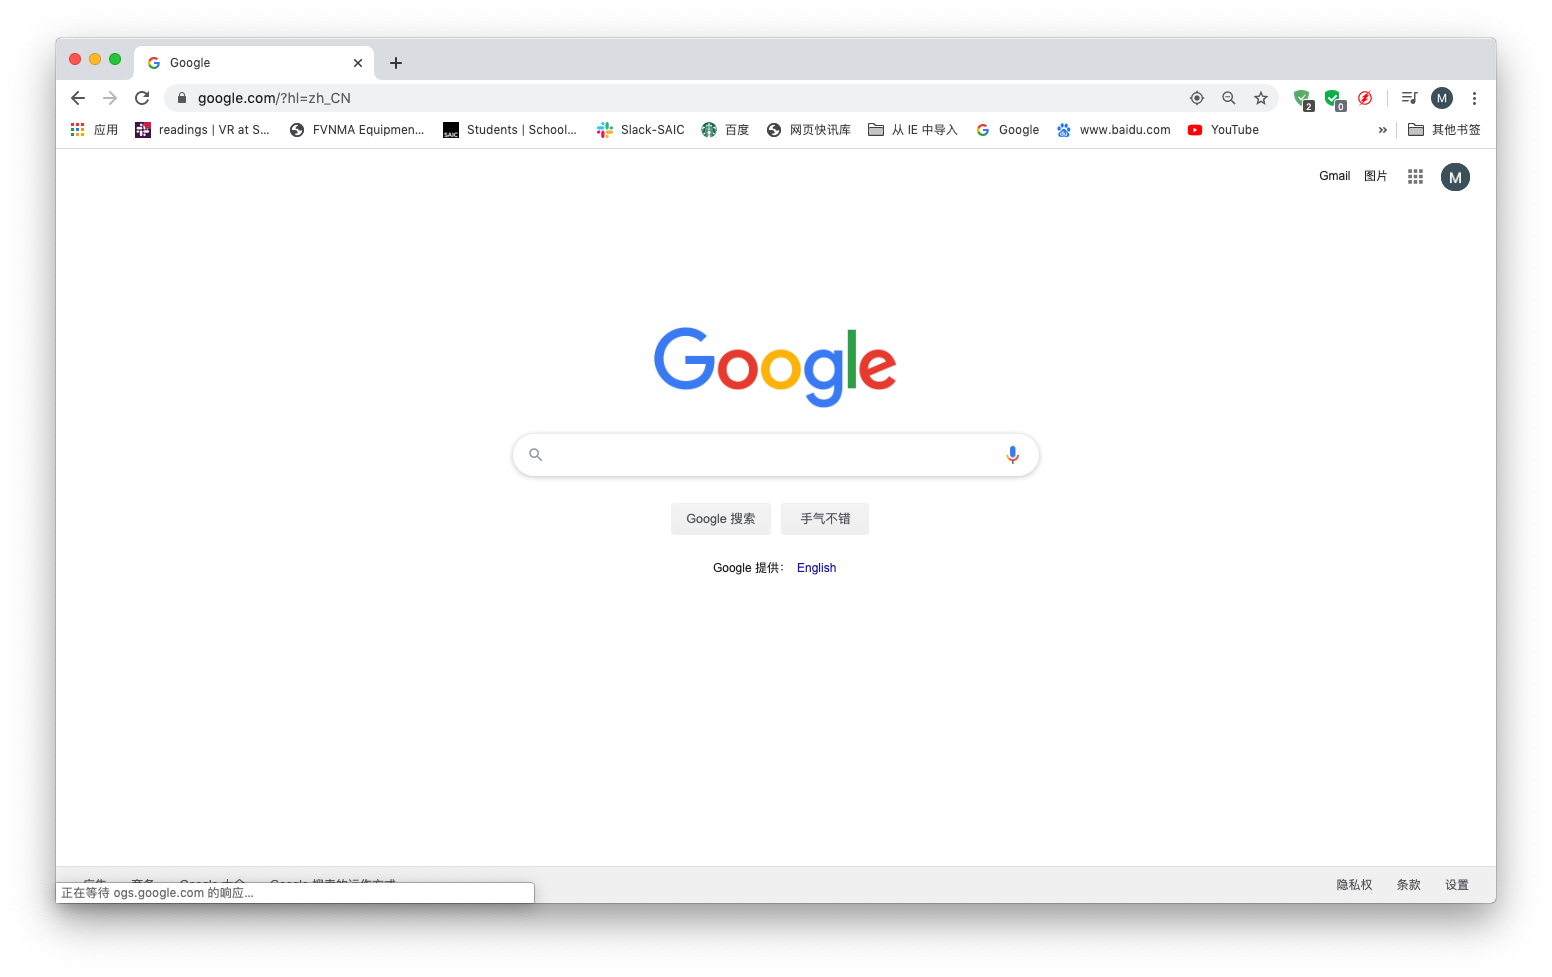 Google
google.com/?hl=zh_CN
2
0
M
应用
readings | VR at S...
FVNMA Equipmen...
SAIC
Students | School...
Slack-SAIC
百度
网页快讯库
从 IE 中导入
Google
www.baidu.com
YouTube
»
其他书签
Gmail
图片
M
Google
Google 搜索
手气不错
Google 提供： English
正在等待 ogs.google.com 的响应...
隐私权
条款
设置